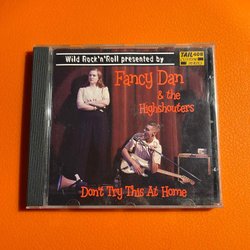 Wild Rock'n'Roll presented by
Fancy Dan
& the
Highshouters
Don't Try This At Home